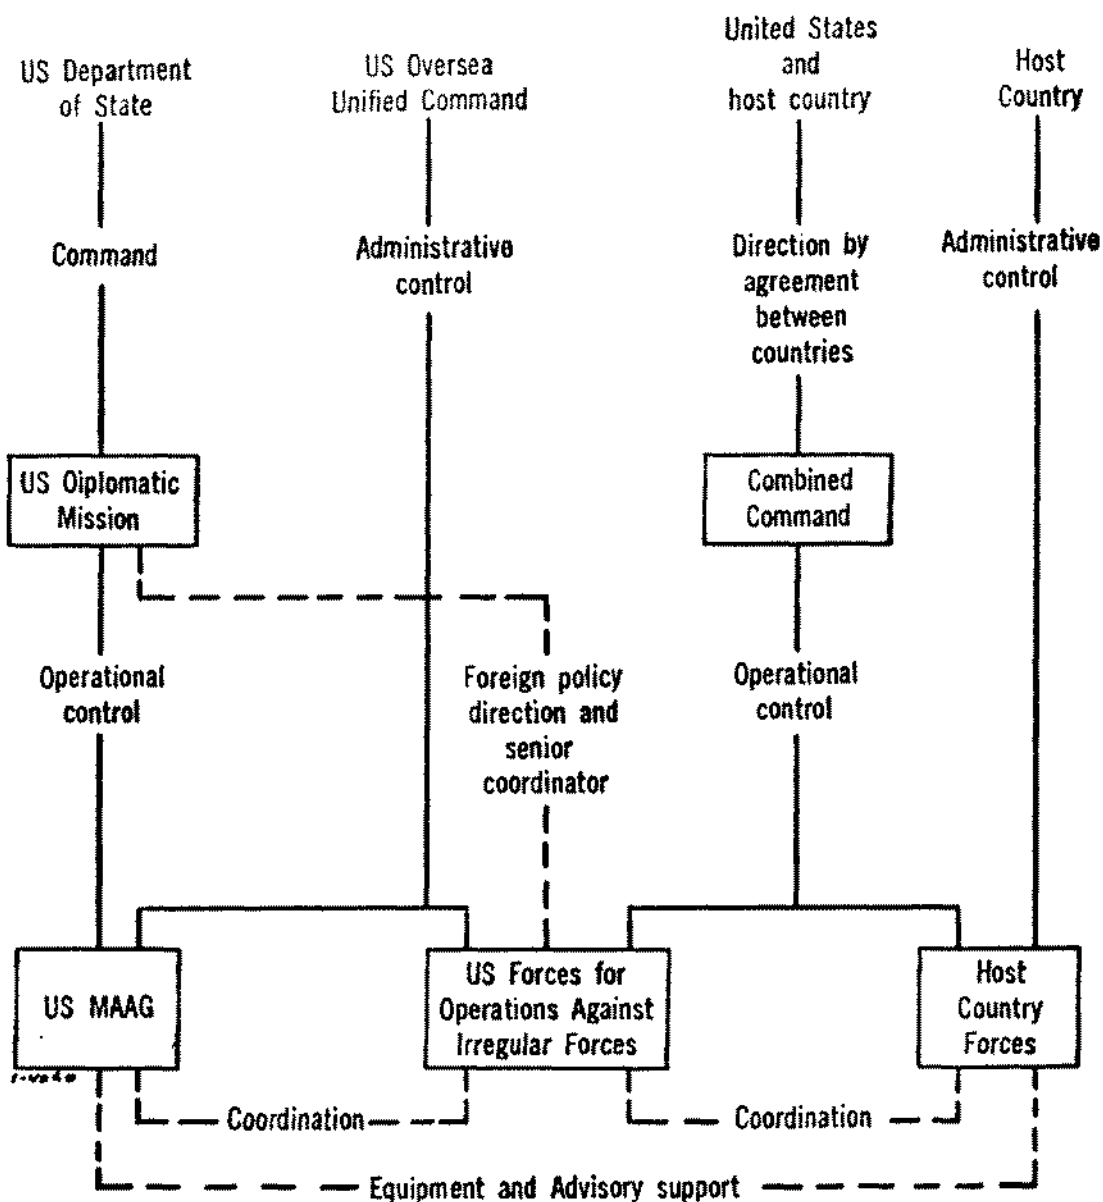 US Department
of State
US Oversea
Unified Command
United States
and
host country
Host
Country
Command
Administrative
control
Direction by
agreement
between
countries
Administrative
control
US Oiplomatic
Mission
Combined
Command
Operational
control
Foreign policy
direction and
senior
coordinator
Operational
control
US MAAG
US Forces for
Operations Against
Irregular Forces
Host
Country
Forces
Coordination
Coordination
Equipment and Advisory support